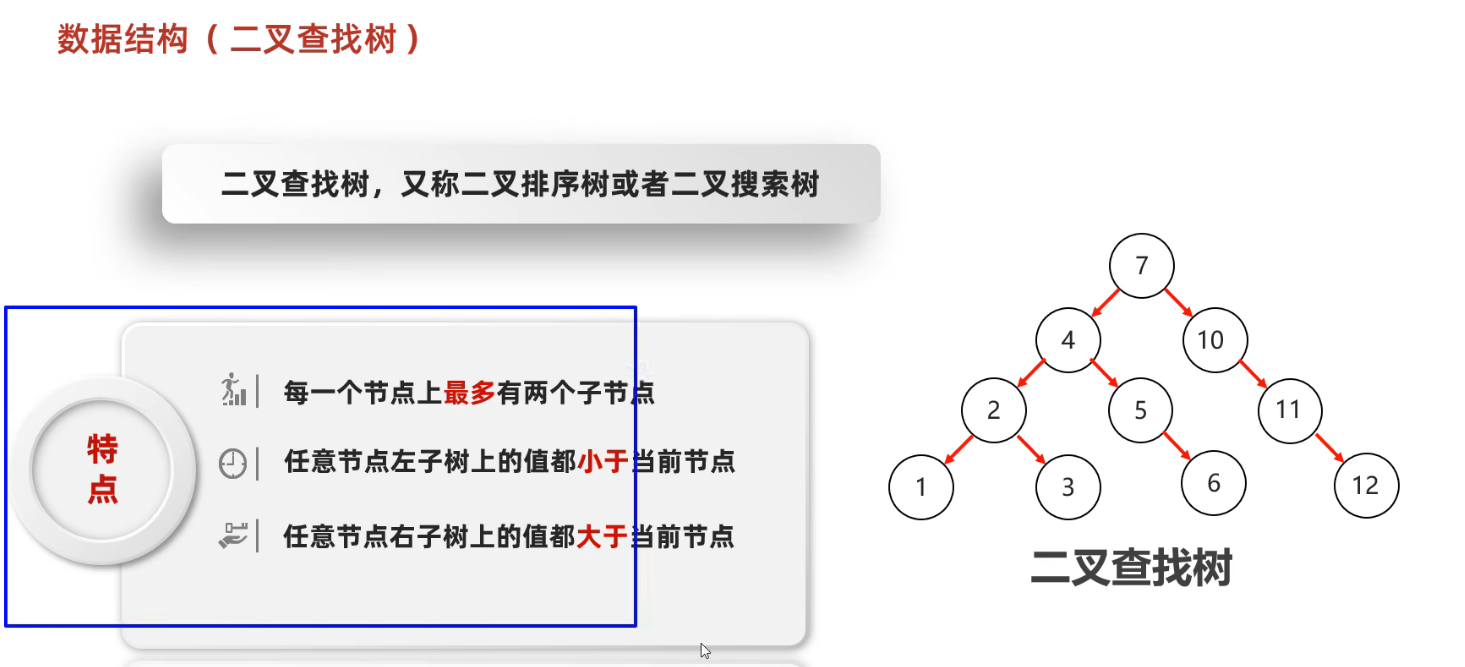 数据结构（二叉查找树）
二叉查找树，又称二叉排序树或者二叉搜索树
特
点
每一个节点上最多有两个子节点
任意节点左子树上的值都小于当前节点
任意节点右子树上的值都大于当前节点
7
4
10
2
5
11
1
3
6
12
二叉查找树